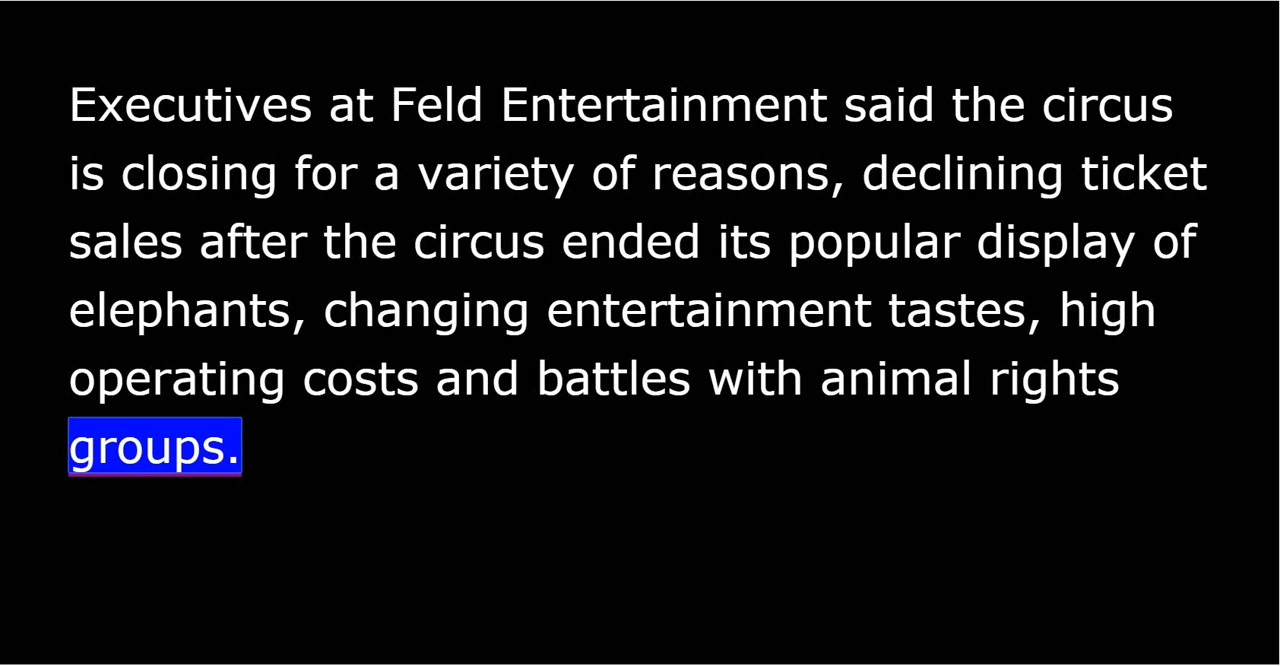 Executives at Feld Entertainment said the circus
is closing for a variety of reasons, declining ticket
sales after the circus ended its popular display of
elephants, changing entertainment tastes, high
operating costs and battles with animal rights
groups.